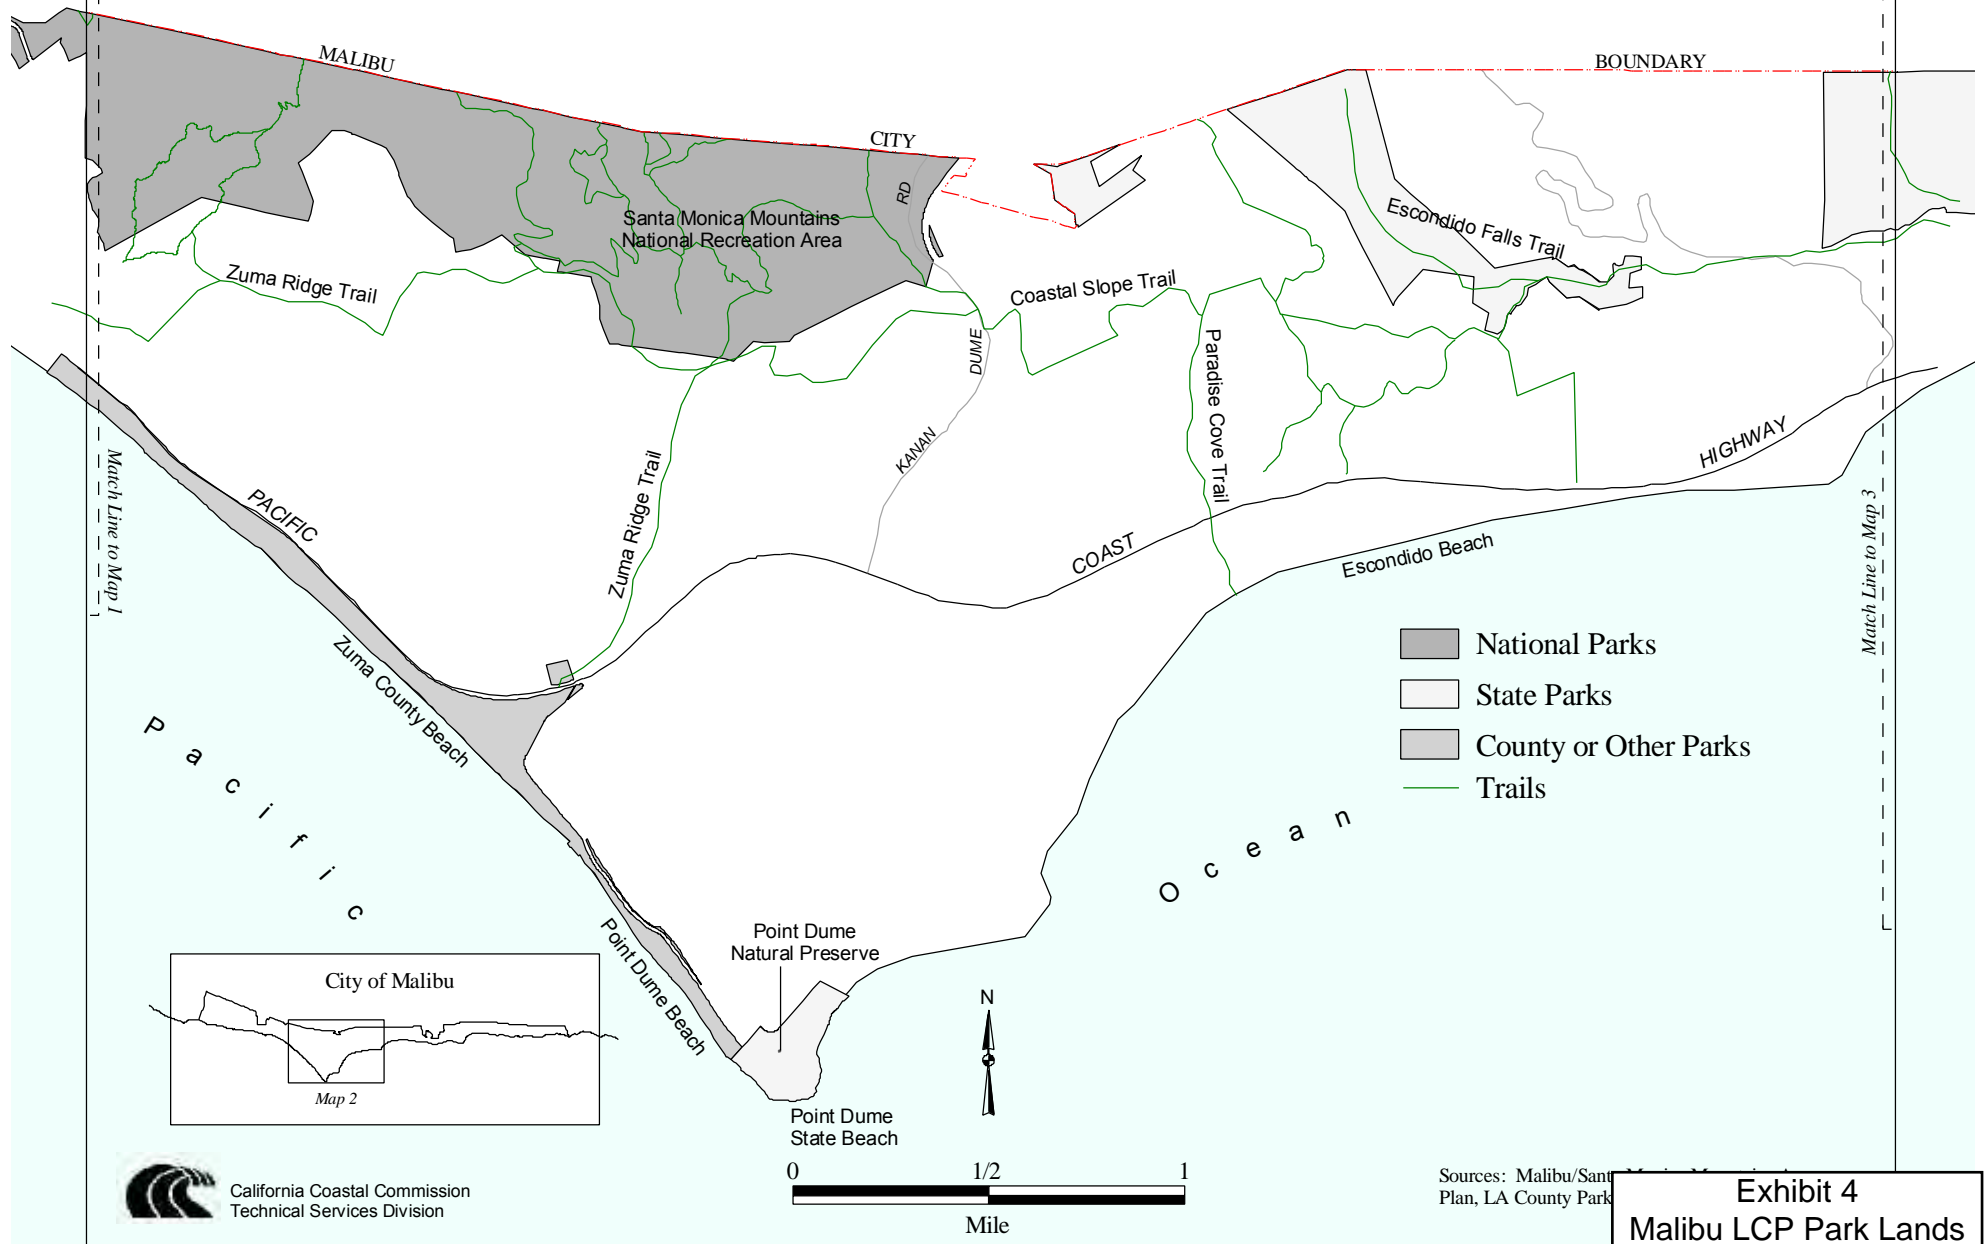 MALIBU
CITY
BOUNDARY
RD
Santa Monica Mountains
National Recreation Area
Escondido Falls Trail
Zuma Ridge Trail
Coastal Slope Trail
DUME
KANAN
Paradise Cove Trail
Match Line to Map 1
PACIFIC
Zuma Ridge Trail
COAST
HIGHWAY
Escondido Beach
Match Line to Map 3
Zuma County Beach
National Parks
State Parks
County or Other Parks
Trails
Pacific
Ocean
Point Dume
Natural Preserve
Point Dume Beach
City of Malibu
Map 2
N
Point Dume
State Beach
California Coastal Commission
Technical Services Division
0 1/2 1
Mile
Sources: Malibu/Sant
Plan, LA County Park
Exhibit 4
Malibu LCP Park Lands